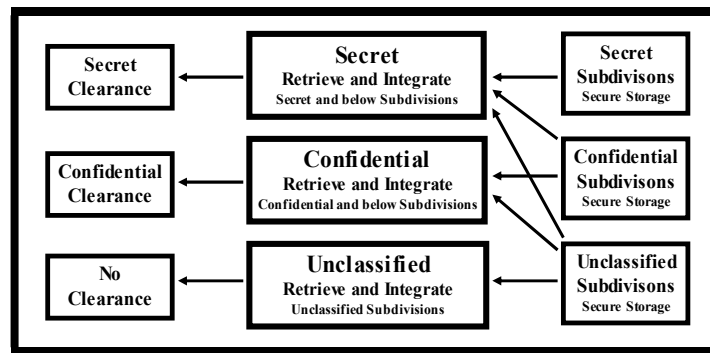 Secret
Clearance
Secret
Retrieve and Integrate
Secret and below Subdivisions
Secret
Subdivisons
Secure Storage
Confidential
Clearance
Confidential
Retrieve and Integrate
Confidential and below Subdivisions
Confidential
Subdivisons
Secure Storage
No
Clearance
Unclassified
Retrieve and Integrate
Unclassified Subdivisions
Unclassified
Subdivisons
Secure Storage